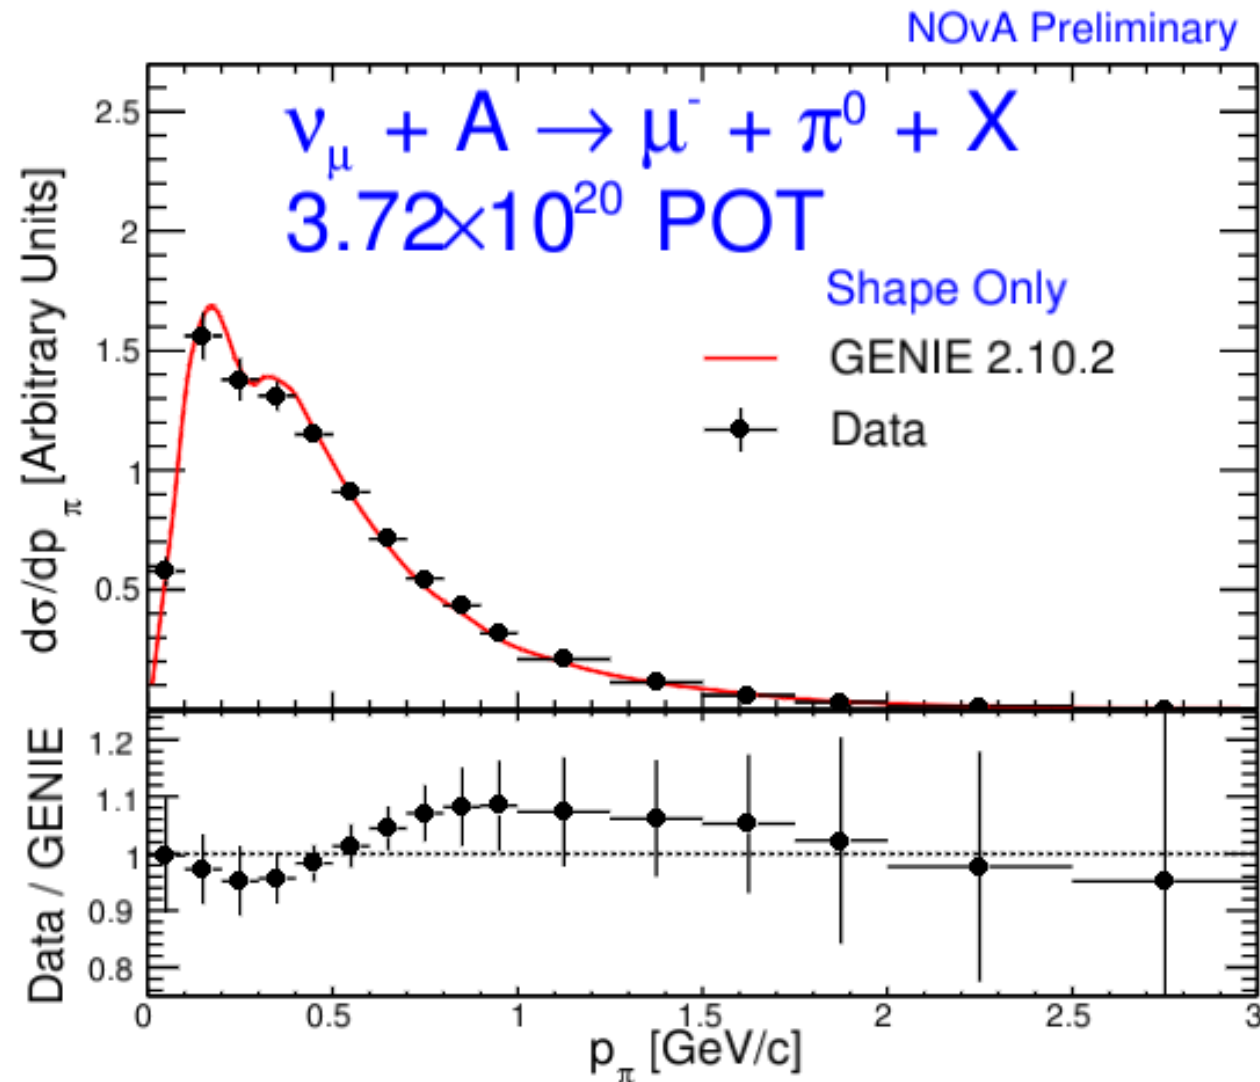 NOvA Preliminary
ν_μ + A → μ⁻ + π⁰ + X
3.72×10²⁰ POT
Shape Only
GENIE 2.10.2
Data
dσ/dp_π [Arbitrary Units]
2.5
2
1.5
1
0.5
Data / GENIE
1.2
1.1
1
0.9
0.8
0 0.5 1 1.5 2 2.5 3
p_π [GeV/c]